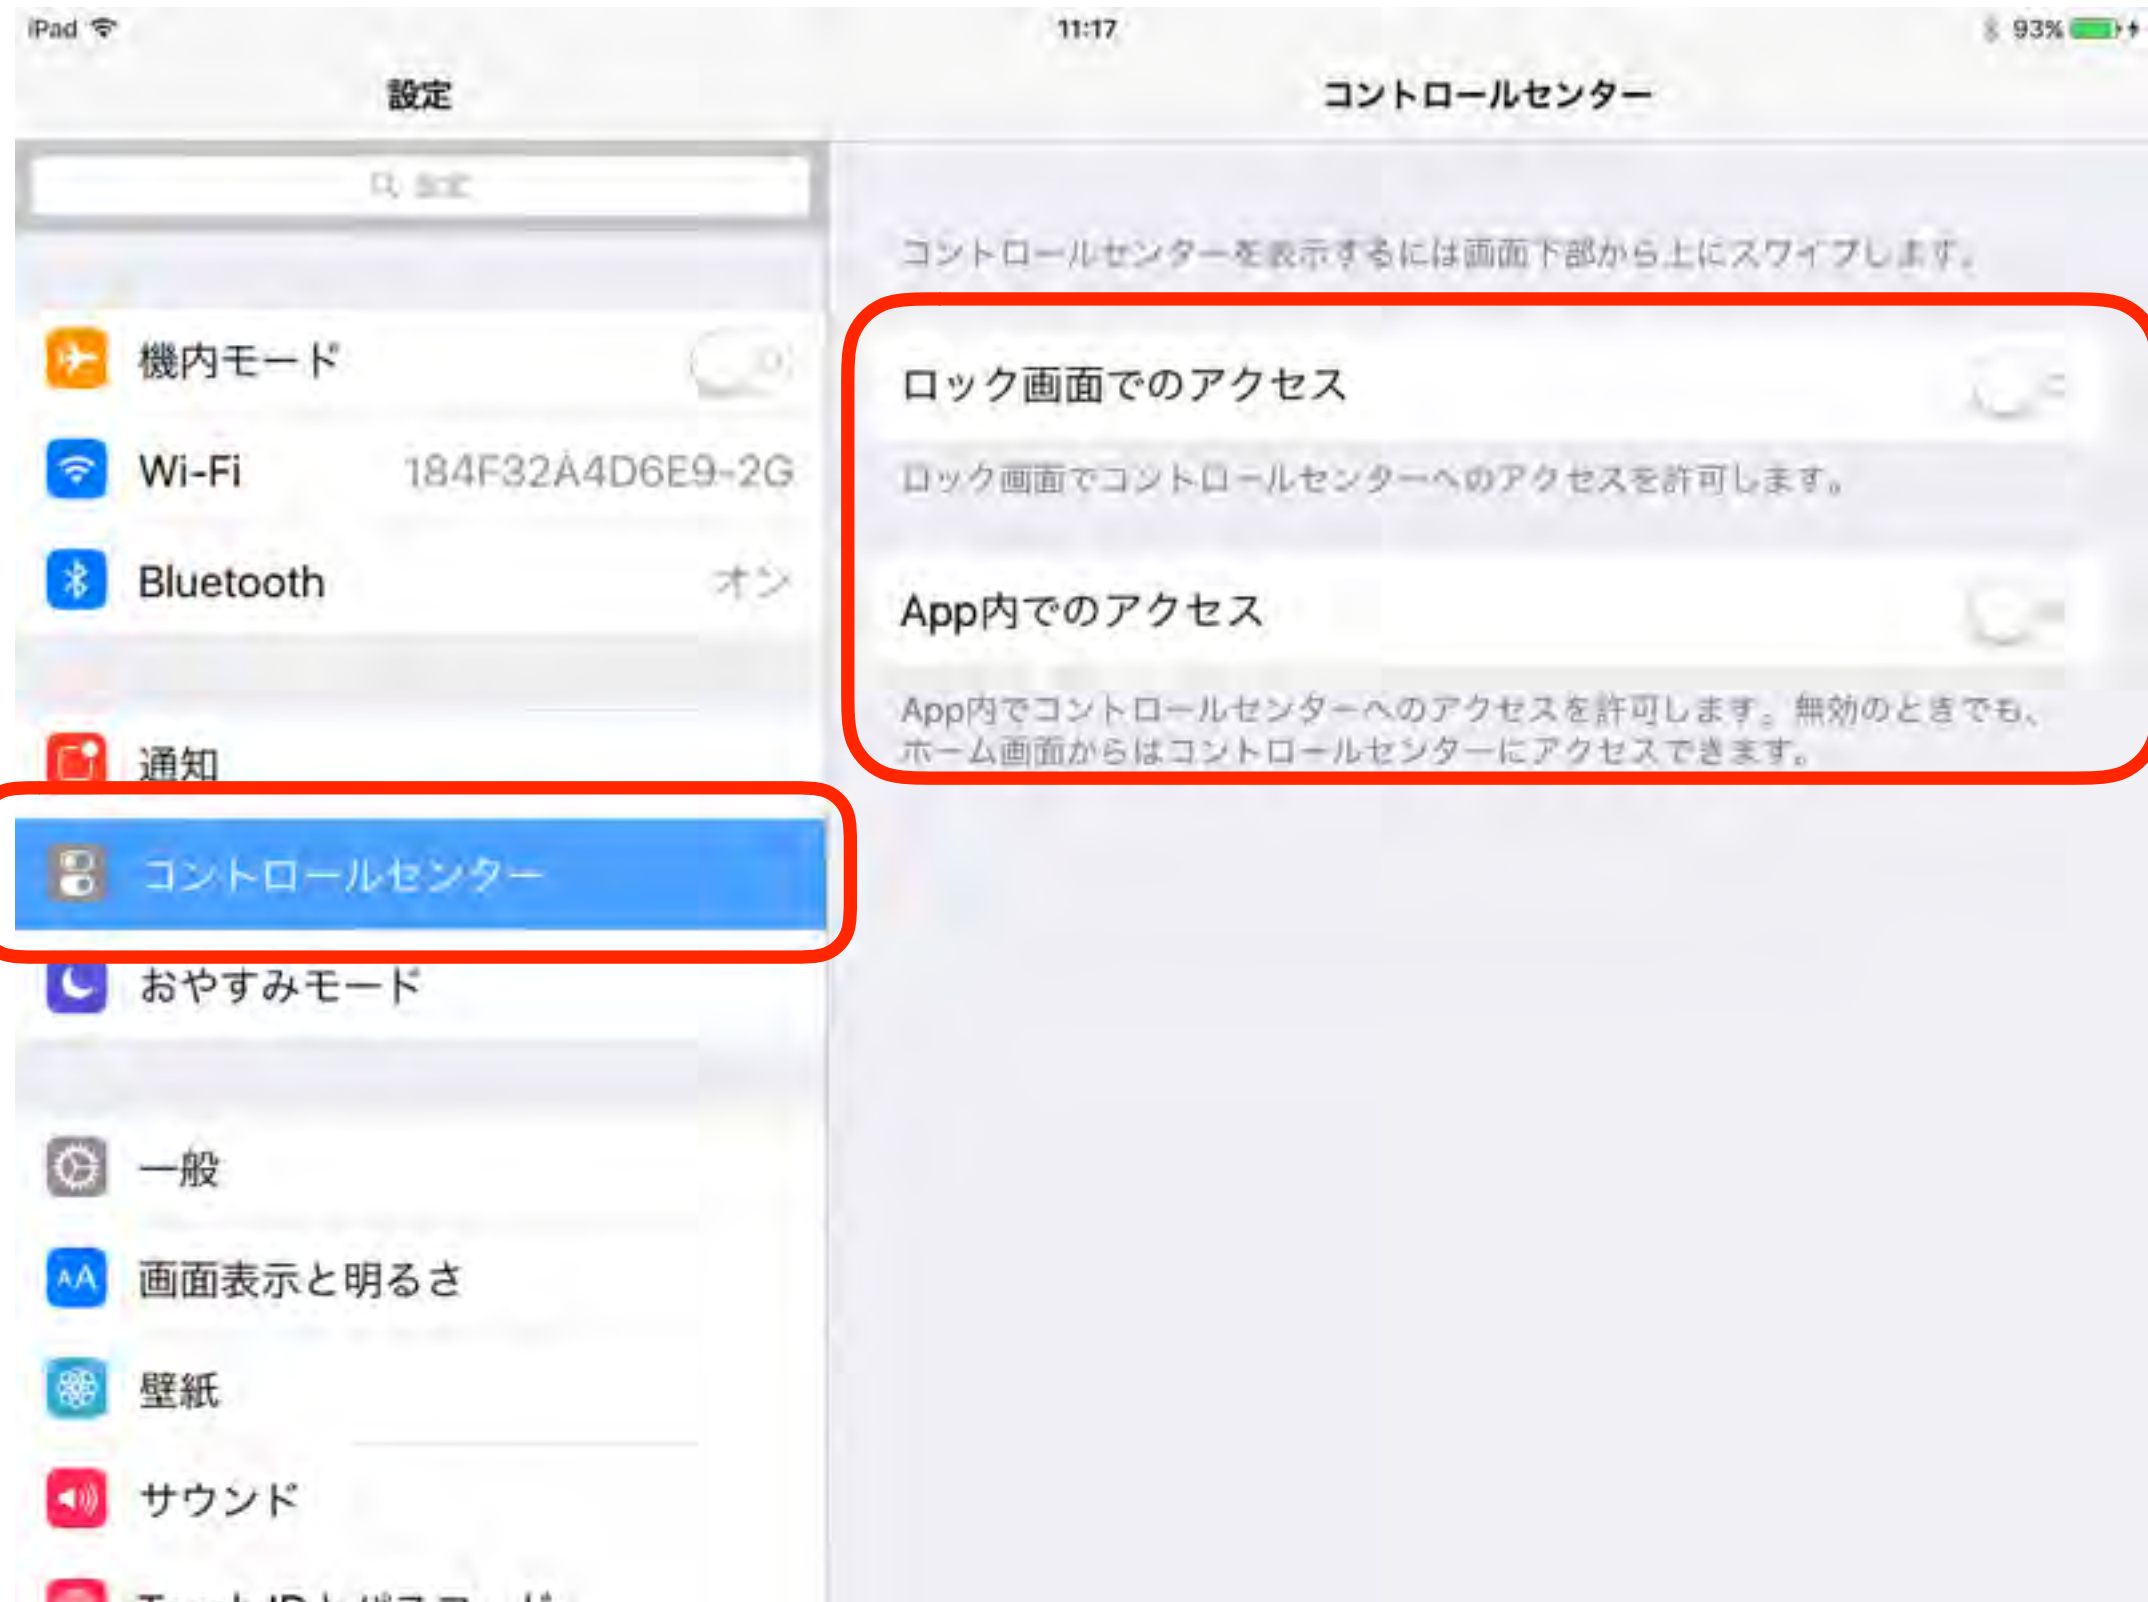 iPad
11:17
93%
設定
コントロールセンター
設定
コントロールセンターを表示するには画面下部から上にスワイプします。
機内モード
ロック画面でのアクセス
Wi-Fi 184F32A4D6E9-2G
ロック画面でコントロールセンターへのアクセスを許可します。
Bluetooth オン
App内でのアクセス
App内でコントロールセンターへのアクセスを許可します。無効のときでも、
ホーム画面からはコントロールセンターにアクセスできます。
通知
コントロールセンター
おやすみモード
一般
AA 画面表示と明るさ
壁紙
サウンド